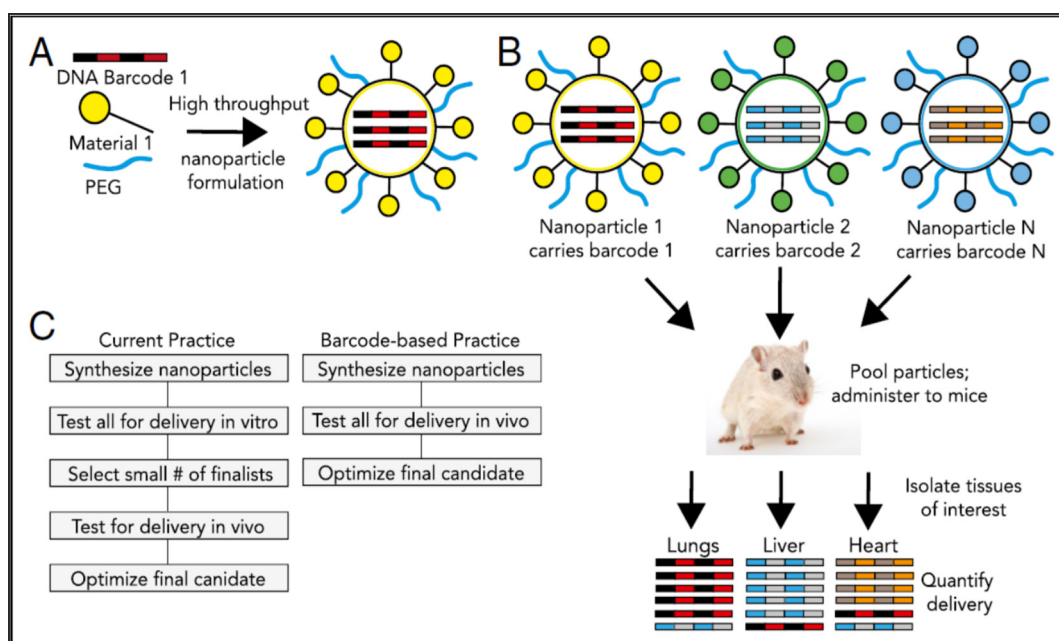 A
DNA Barcode 1
Material 1
PEG
High throughput
nanoparticle
formulation
B
Nanoparticle 1
carries barcode 1
Nanoparticle 2
carries barcode 2
Nanoparticle N
carries barcode N
Pool particles;
administer to mice
Isolate tissues
of interest
Lungs
Liver
Heart
Quantify
delivery
C
Current Practice
Synthesize nanoparticles
Test all for delivery in vitro
Select small # of finalists
Test for delivery in vivo
Optimize final canidate
Barcode-based Practice
Synthesize nanoparticles
Test all for delivery in vivo
Optimize final candidate